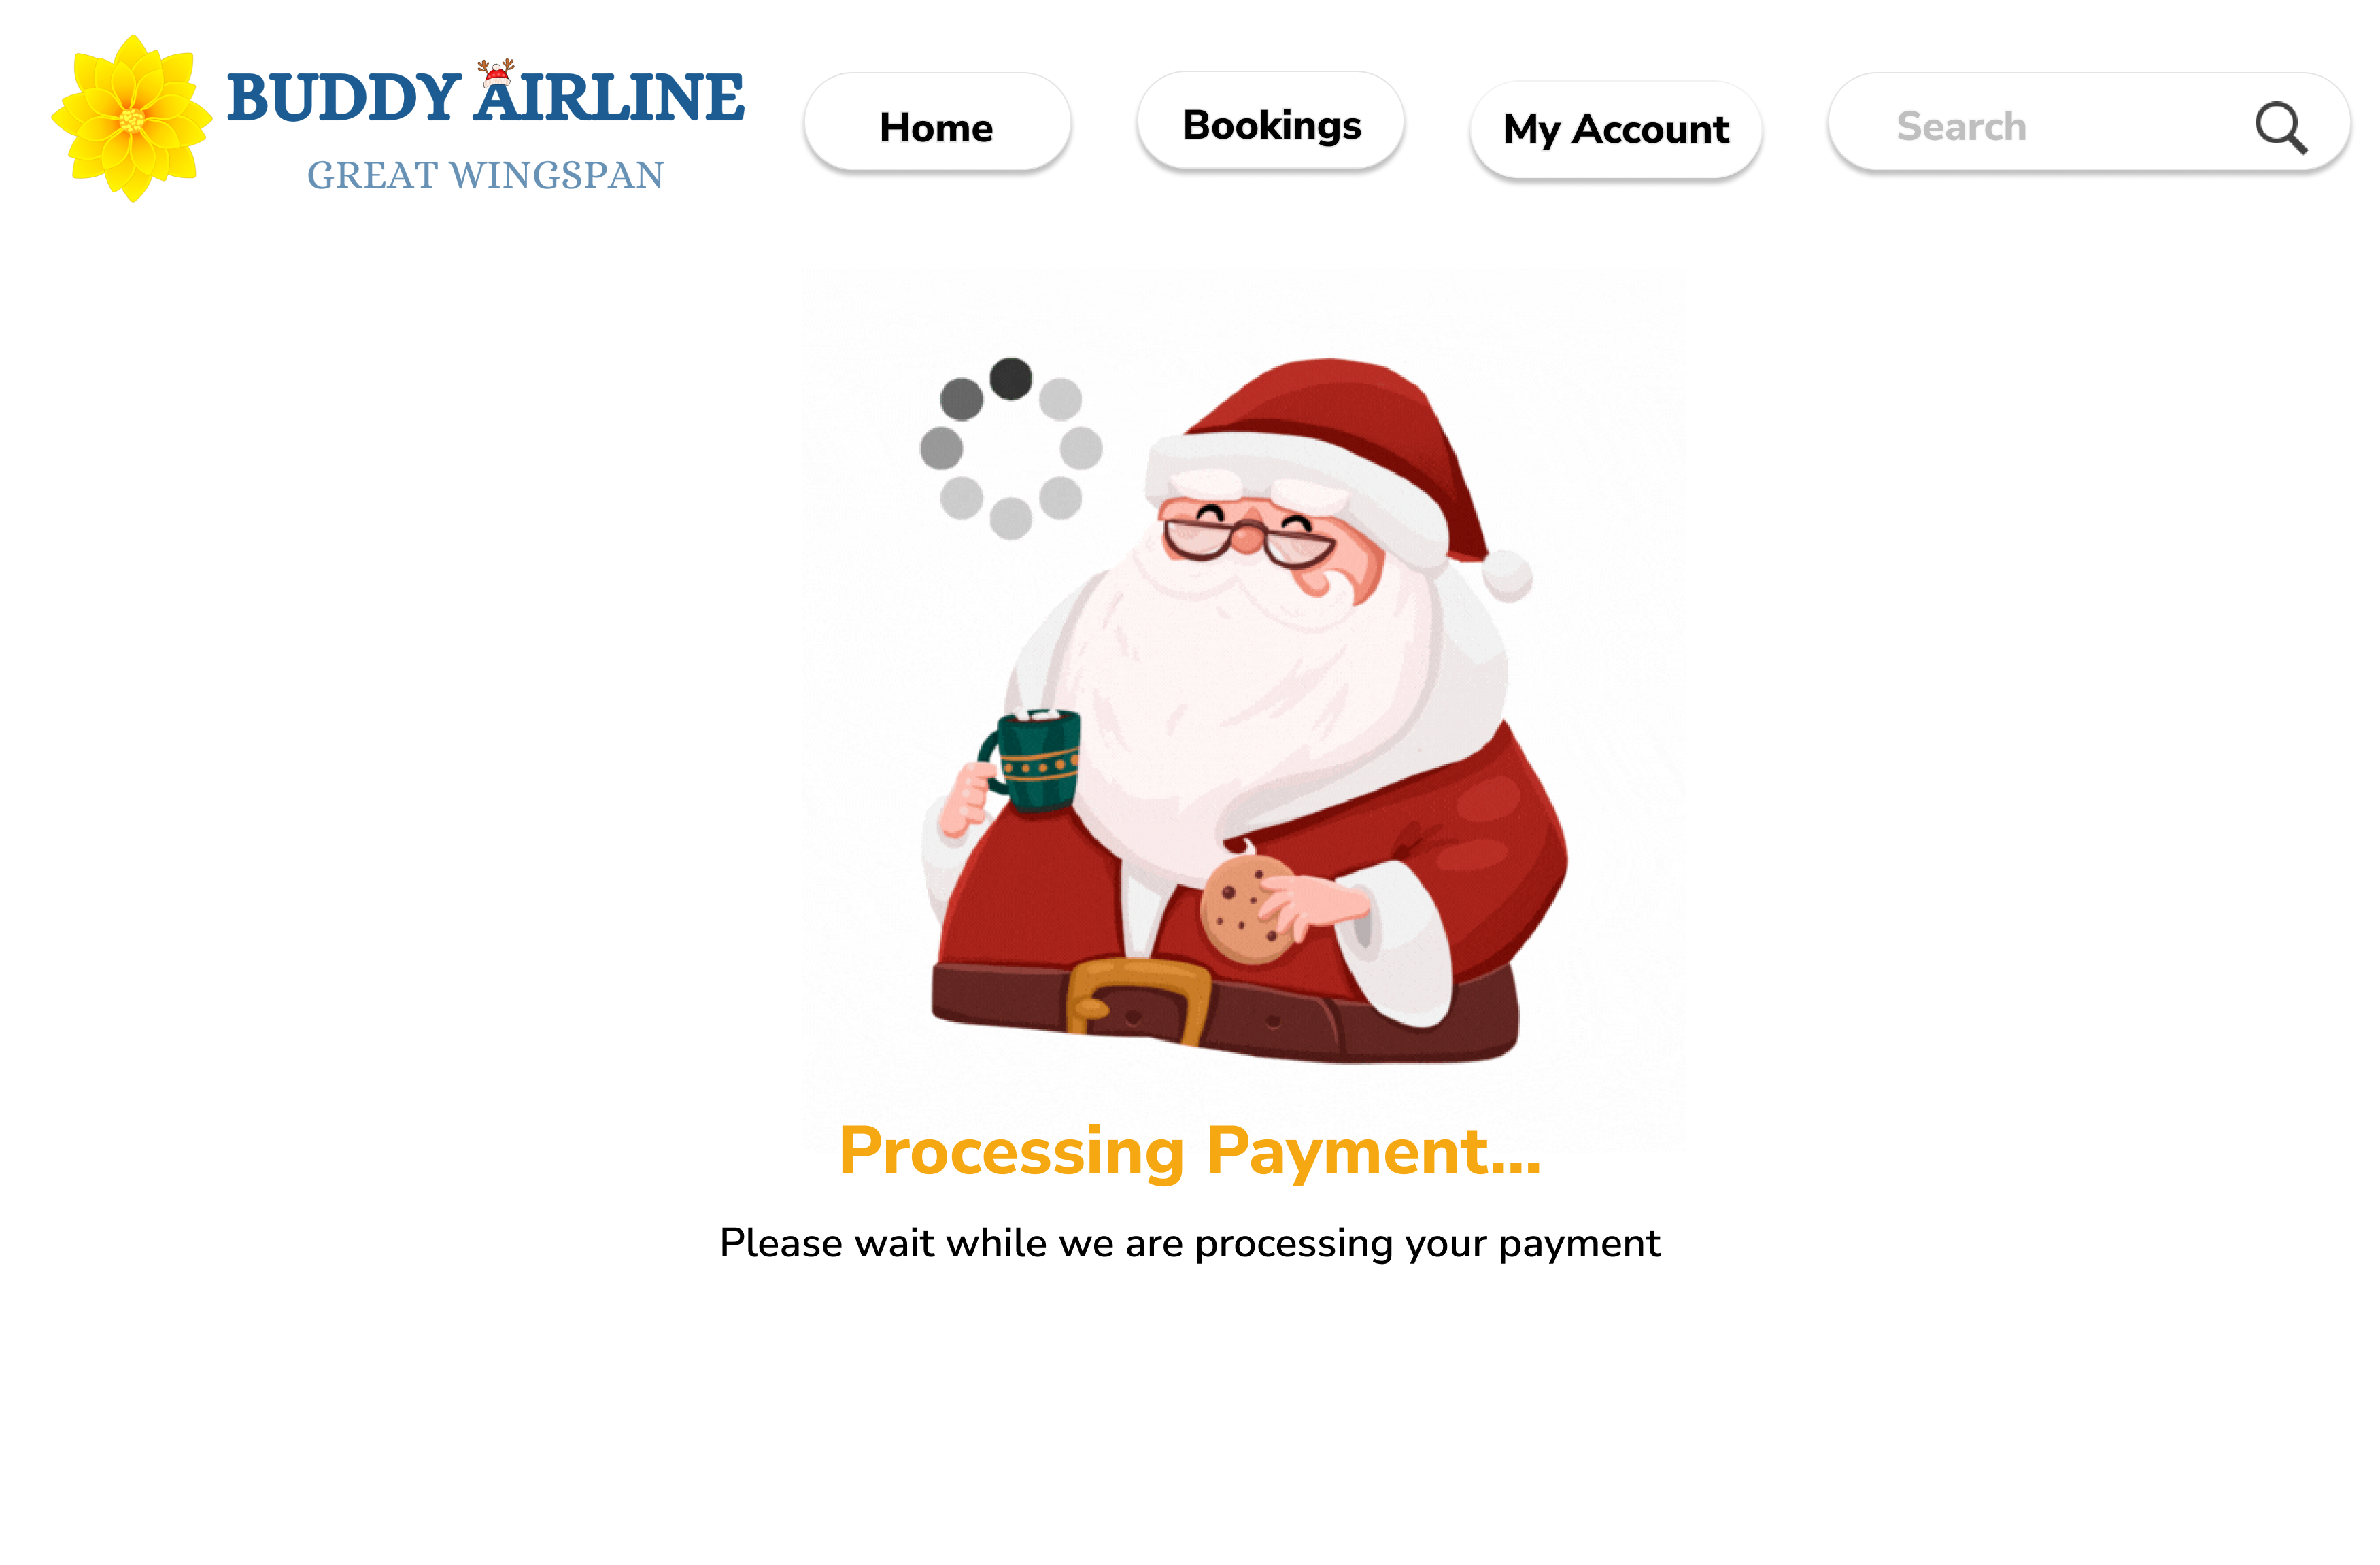 BUDDY AIRLINE
GREAT WINGSPAN
Home
Bookings
My Account
Search
Processing Payment...
Please wait while we are processing your payment